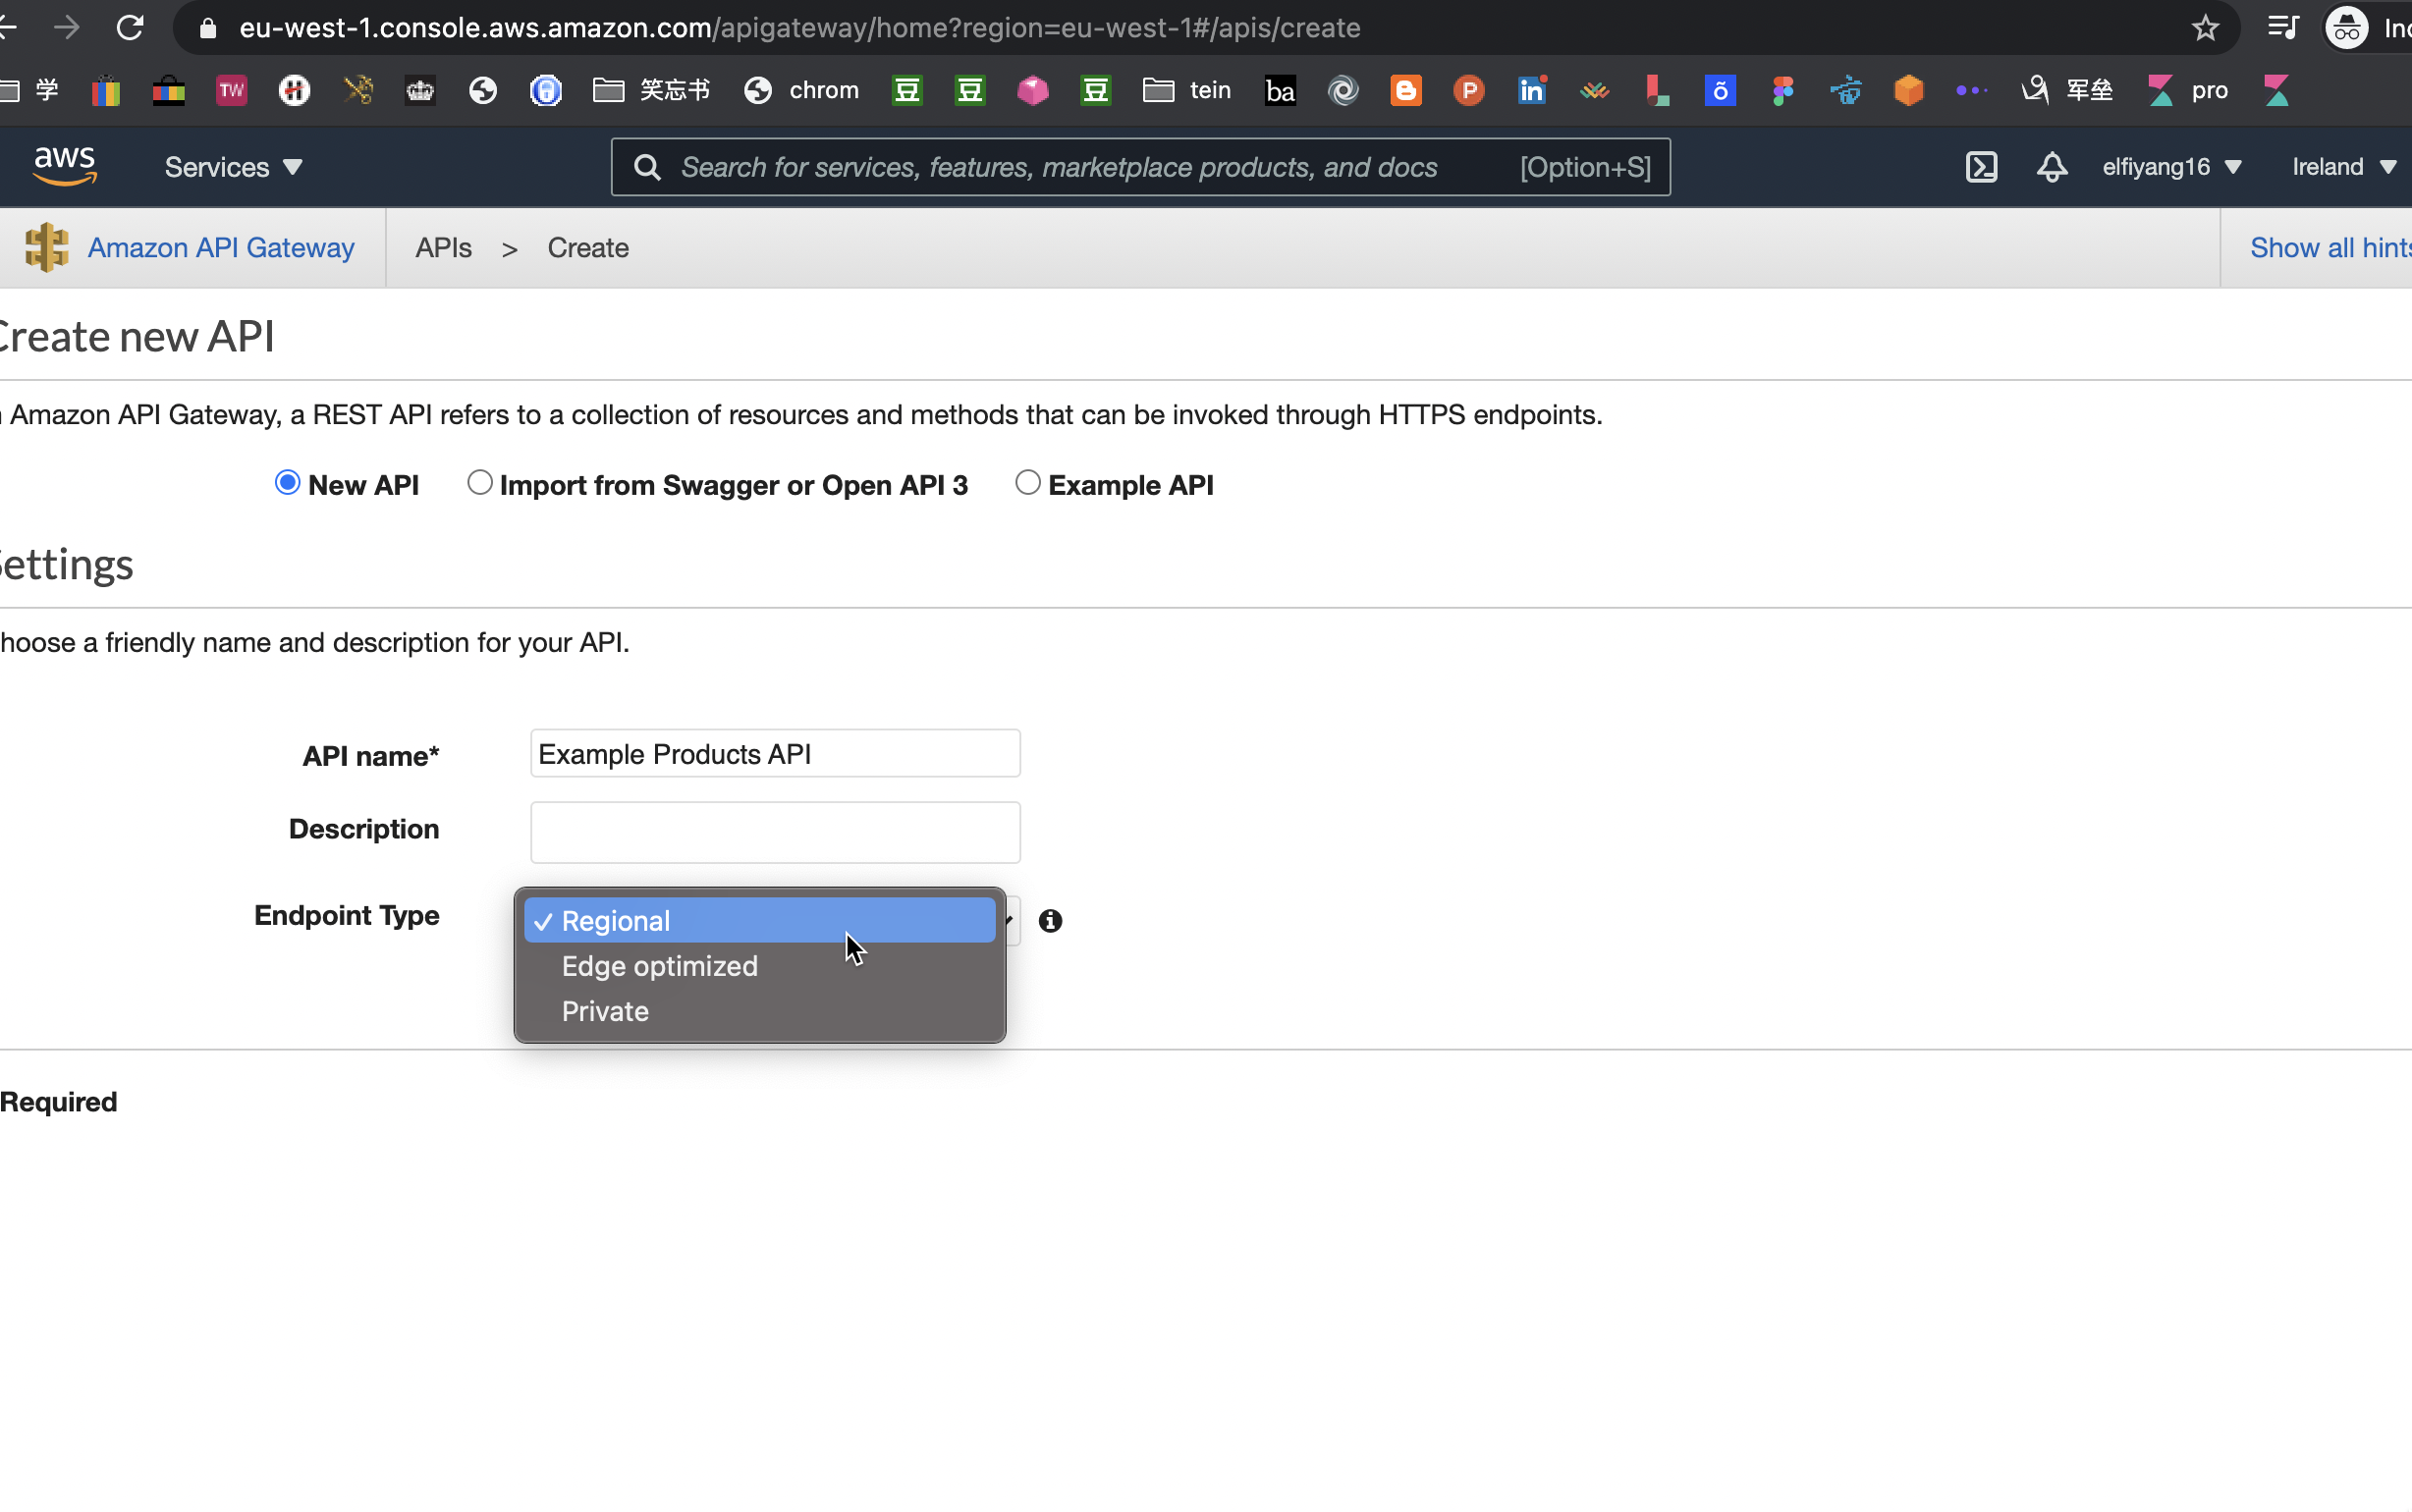 eu-west-1.console.aws.amazon.com/apigateway/home?region=eu-west-1#/apis/create
学 TW H 笑忘书 chrom 豆 豆 豆 tein ba B P in õ 军垒 pro
aws Services Search for services, features, marketplace products, and docs [Option+S] elfiyang16 Ireland
Amazon API Gateway APIs > Create Show all hints
Create new API
Amazon API Gateway, a REST API refers to a collection of resources and methods that can be invoked through HTTPS endpoints.
New API Import from Swagger or Open API 3 Example API
Settings
hoose a friendly name and description for your API.
API name* Example Products API
Description
Endpoint Type ✓ Regional
Edge optimized
Private
Required